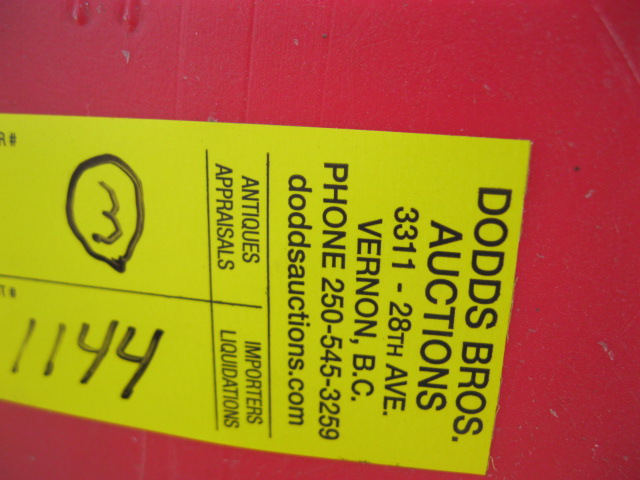 DODDS BROS.
AUCTIONS
3311 - 28TH AVE.
VERNON, B.C.
PHONE 250-545-3259
doddsauctions.com
ANTIQUES
APPRAISALS
IMPORTERS
LIQUIDATIONS
3
1144